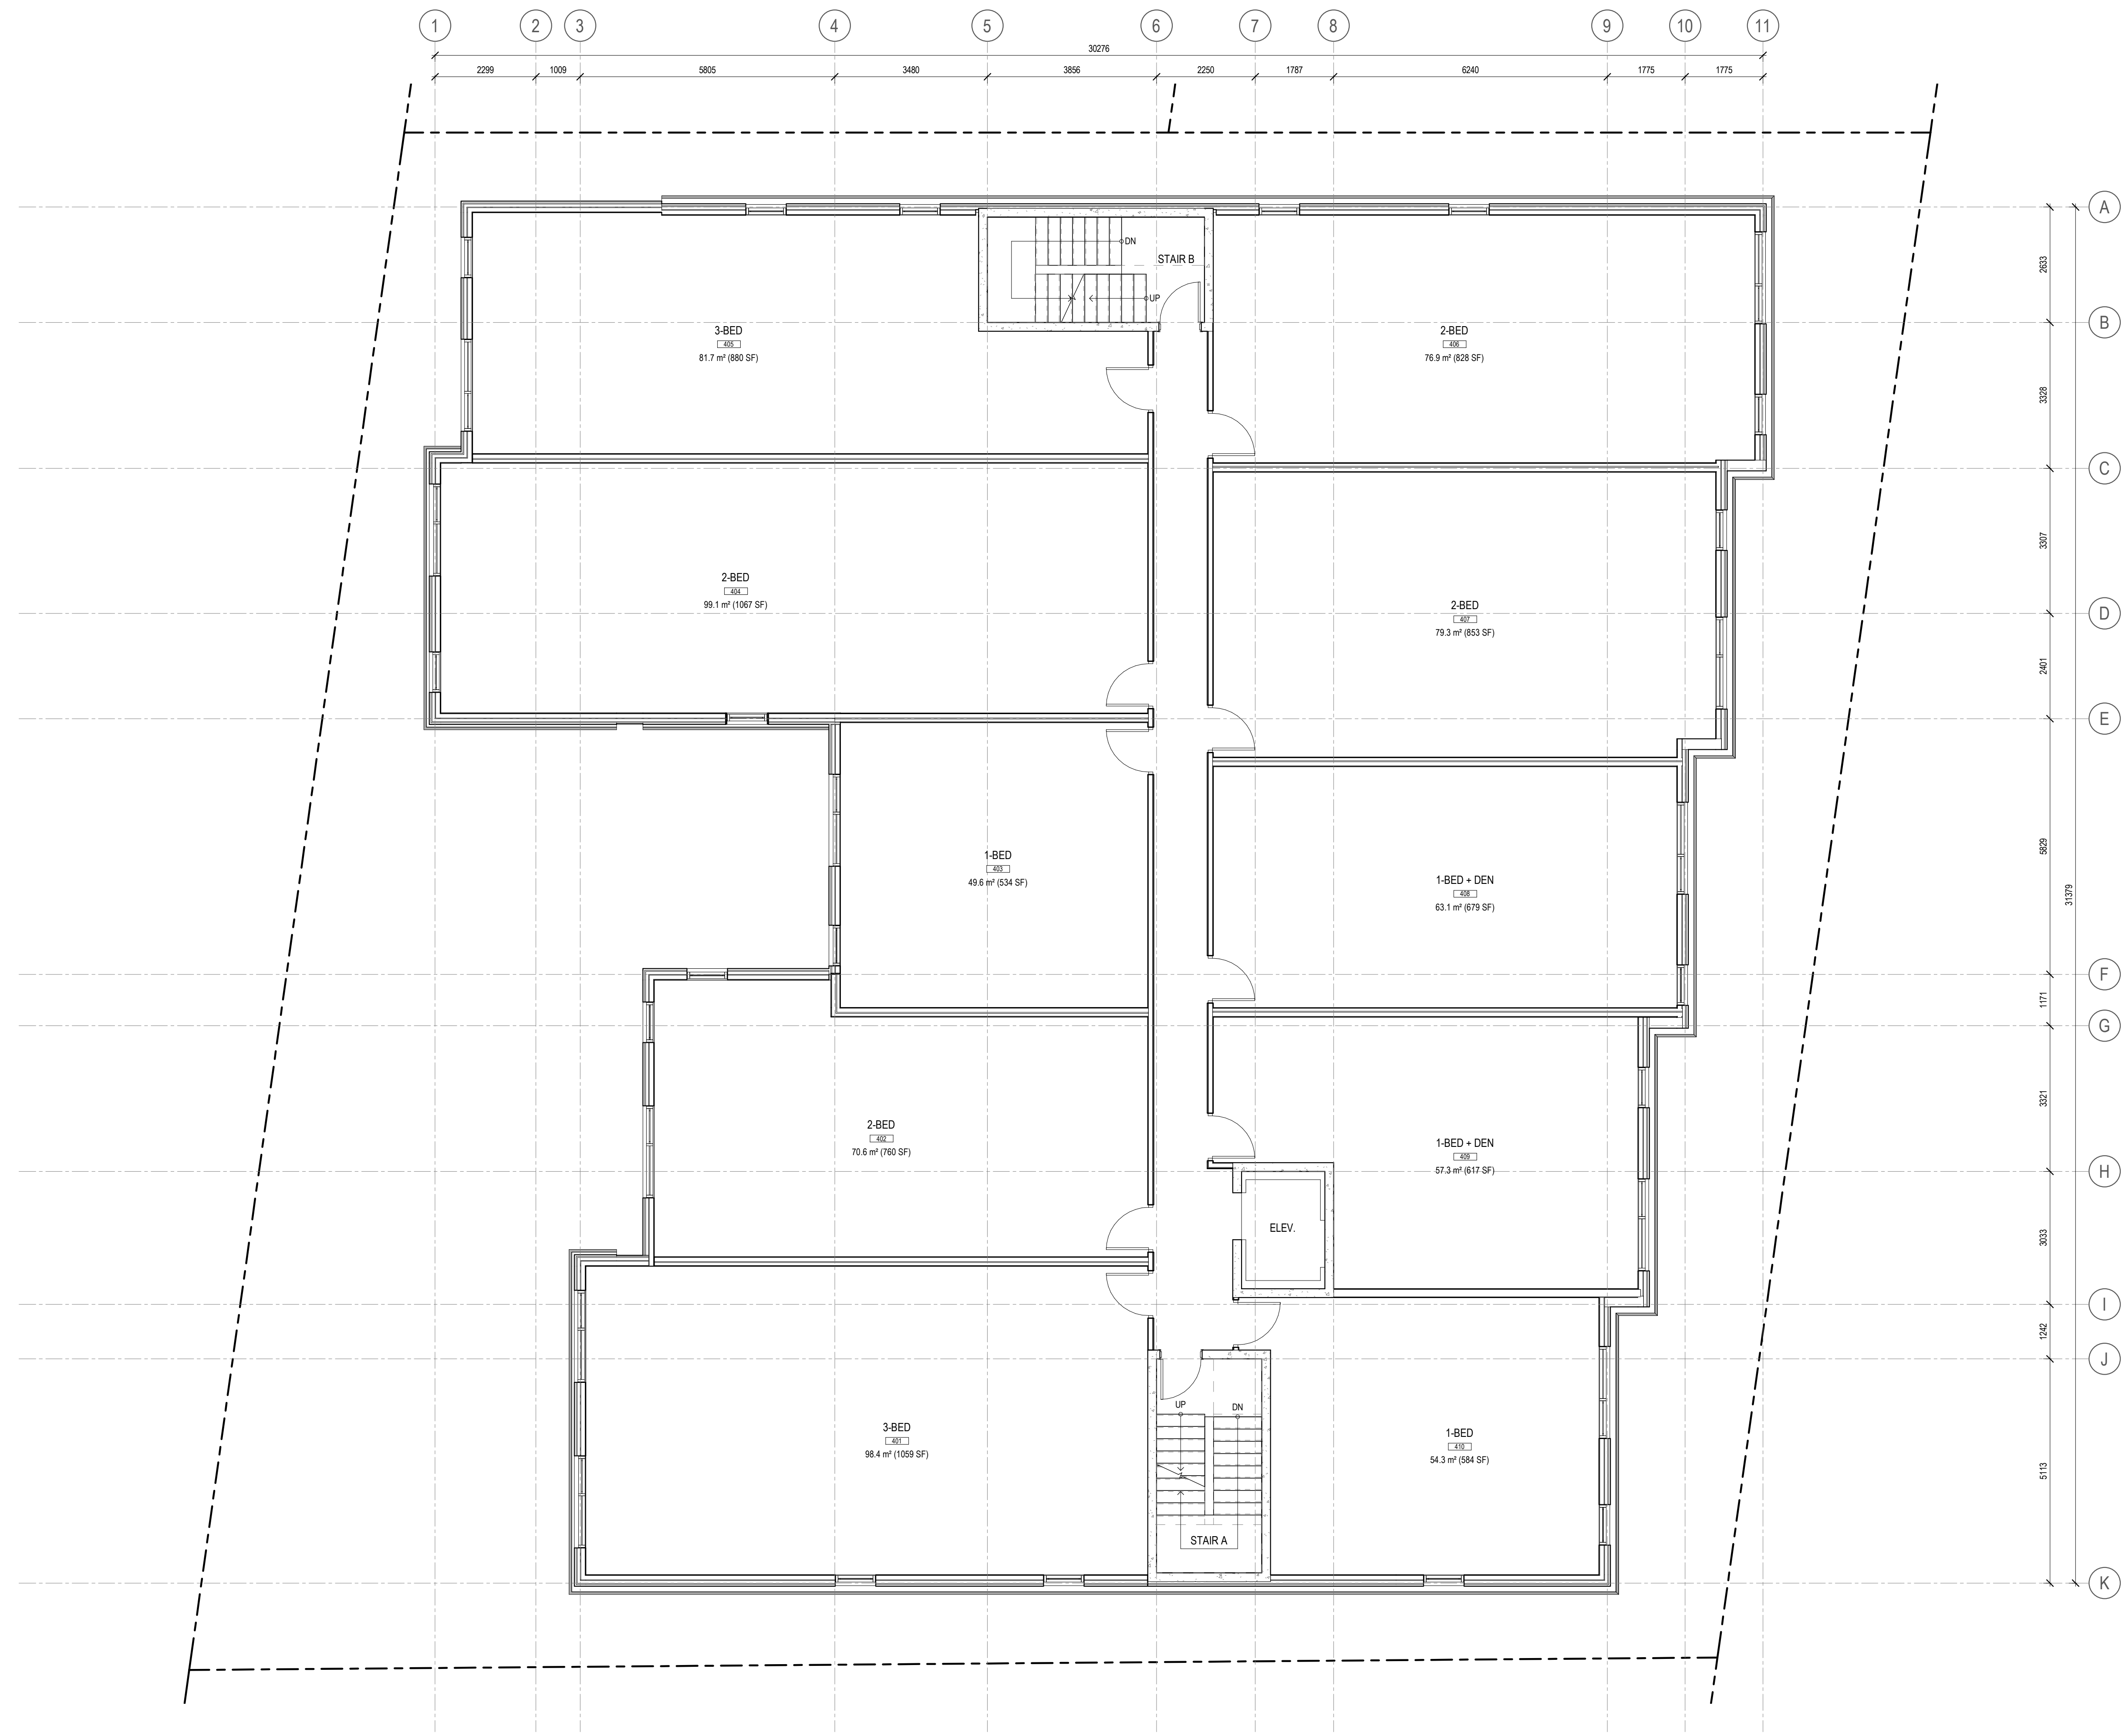 1 2 3 4 5 6 7 8 9 10 11
30276
2299 1009 5805 3480 3856 2250 1787 6240 1775 1775
A
DN
STAIR B
2633
UP
B
3-BED
405
81.7 m² (880 SF)
2-BED
406
76.9 m² (828 SF)
3328
C
3307
2-BED
404
99.1 m² (1067 SF)
2-BED
407
79.3 m² (853 SF)
D
2401
E
5829
1-BED
403
49.6 m² (534 SF)
1-BED + DEN
408
63.1 m² (679 SF)
31379
F
1171
G
3321
2-BED
402
70.6 m² (760 SF)
1-BED + DEN
409
57.3 m² (617 SF)
H
ELEV.
3033
I
1242
J
UP
DN
3-BED
401
98.4 m² (1059 SF)
1-BED
410
54.3 m² (584 SF)
5113
STAIR A
K